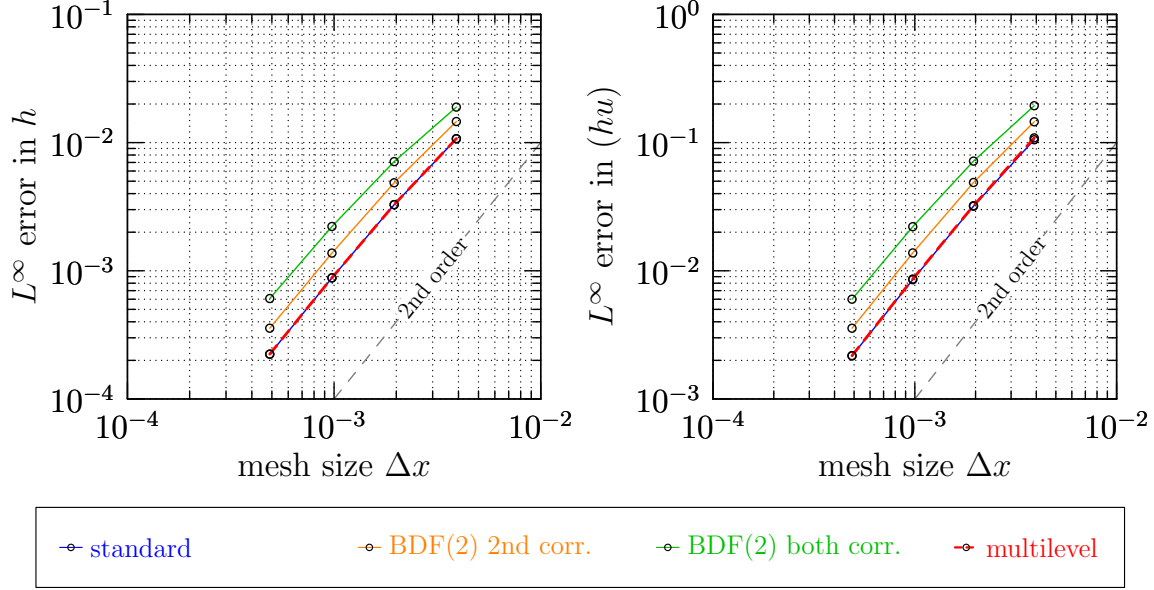 10⁻¹
10⁻²
10⁻³
10⁻⁴
L^∞ error in h
2nd order
10⁻⁴ 10⁻³ 10⁻²
mesh size Δx
10⁰
10⁻¹
10⁻²
10⁻³
L^∞ error in (hu)
2nd order
10⁻⁴ 10⁻³ 10⁻²
mesh size Δx
standard BDF(2) 2nd corr. BDF(2) both corr. multilevel